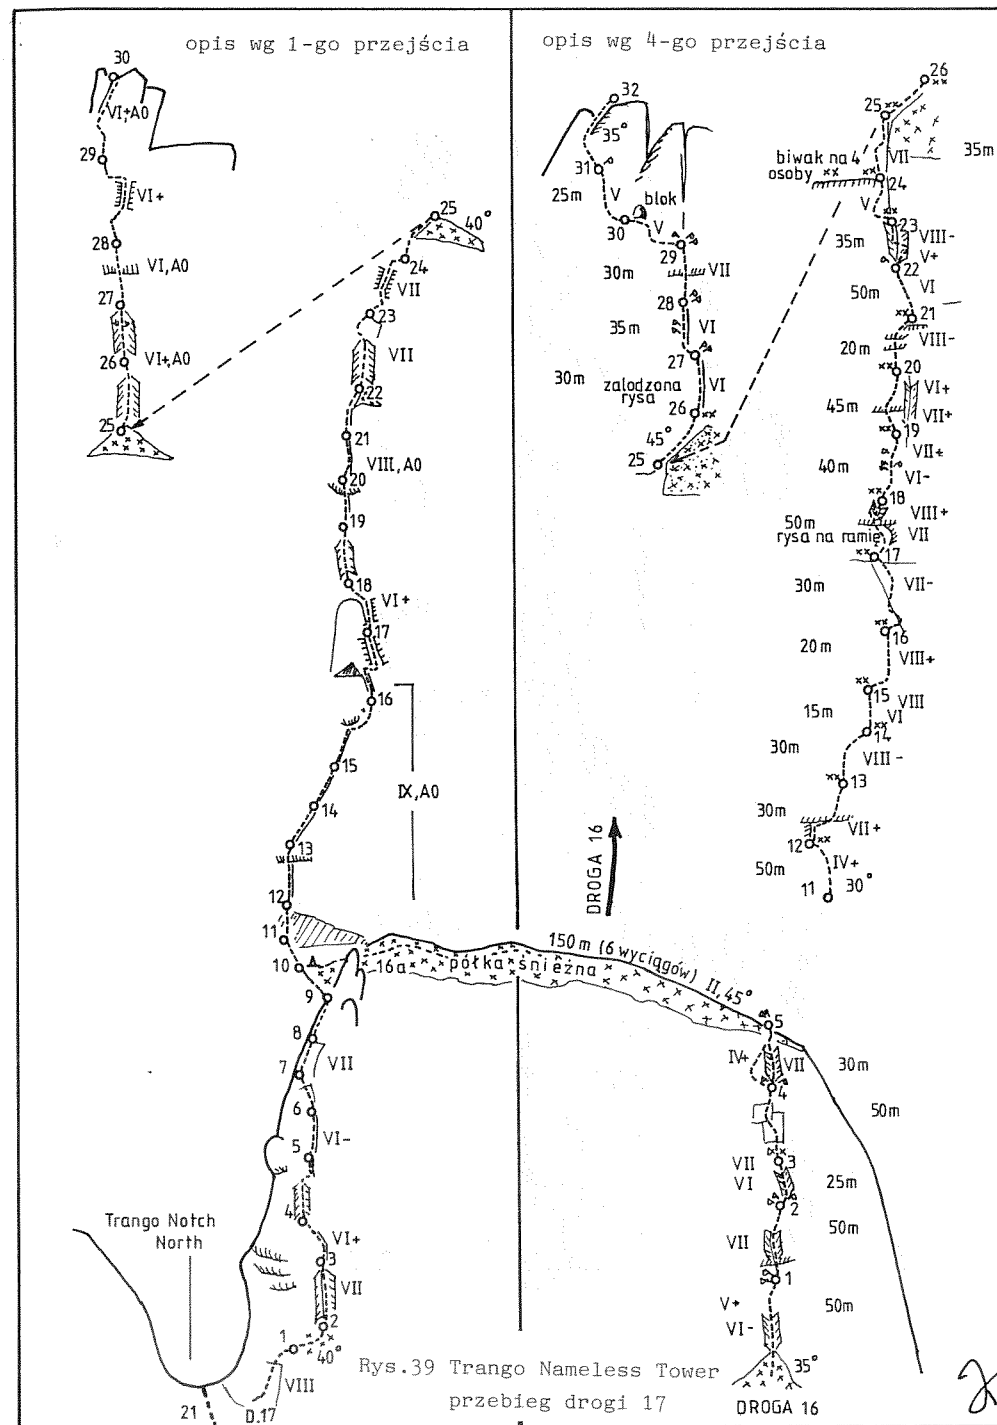 opis wg 1-go przejścia
30
VI+A0
29
VI+
28
VI, A0
27
26
VI+,A0
25
25
40°
24
VII
23
VII
22
21
VIII, A0
20
19
18
VI+
17
16
15
IX, A0
14
13
12
11
10
16a
9
8
VII
7
6
VI-
5
4
VI+
3
VII
2
1
40°
VIII
Trango Notch
North
21
D.17
opis wg 4-go przejścia
32
35°
31
25m
V
blok
30
V
29
30m
VII
28
35m
VI
27
30m
zalodzona
rysa
VI
26
45°
25
26
25
35m
VII
biwak na 4
osoby
24
V
23
35m
VIII-
V+
22
VI
50m
21
VIII-
20m
20
VI+
45m
VII+
19
VII+
40m
VI-
18
VIII+
50m
rysa na ramię
VII
17
30m
VII-
16
20m
VIII+
15
VIII
15m
VI
14
30m
VIII-
13
30m
VII+
12
50m
IV+
11
30°
DROGA 16
150m (6 wyciągów) II, 45°
półka śnieżna
5
IV+
VII
30m
4
50m
VII
3
VI
25m
2
50m
VII
1
V+
50m
VI-
35°
DROGA 16
Rys.39 Trango Nameless Tower
przebieg drogi 17